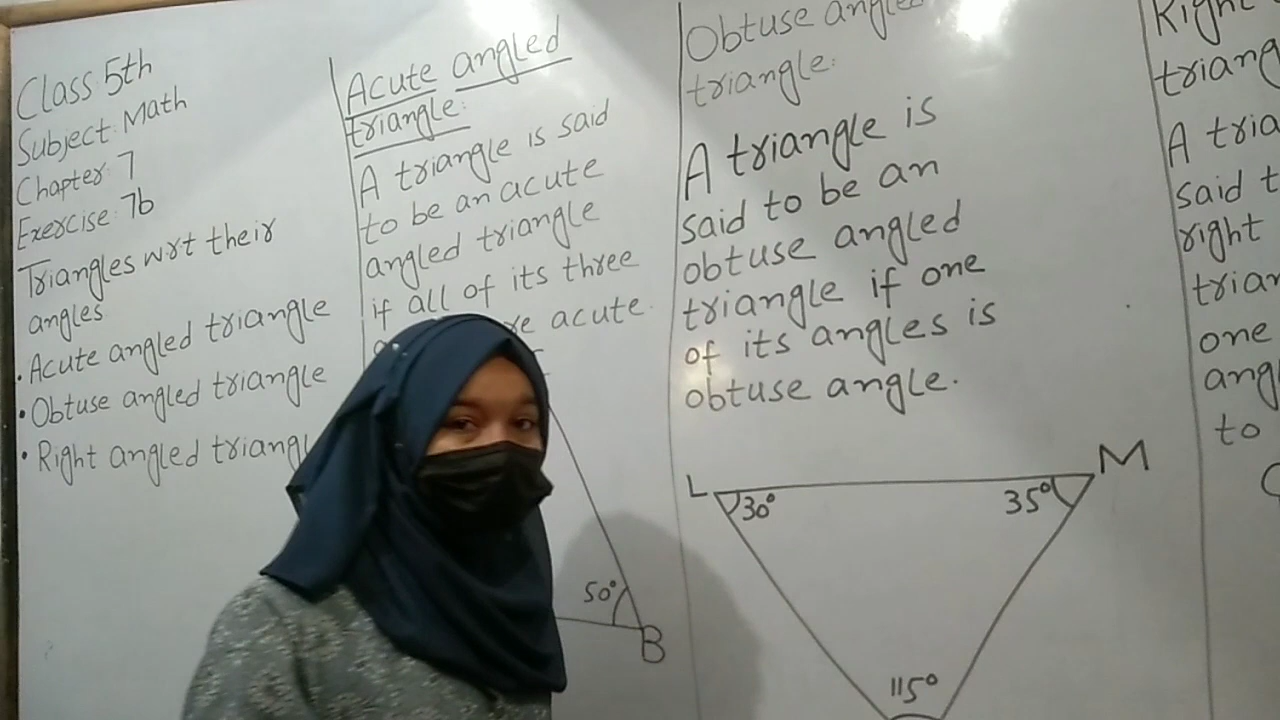 Class 5th
Subject: Math
Chapter: 7
Exercise: 7b
Triangles wrt their
angles
• Acute angled triangle
• Obtuse angled triangle
• Right angled triangl
Acute angled
triangle:
A triangle is said
to be an acute
angled triangle
if all of its three
acute.
50°
B
Obtuse angled
triangle:
A triangle is
said to be an
obtuse angled
triangle if one
of its angles is
obtuse angle.
L
M
30°
35°
115°
Right
triang
A tria
said t
right
trian
one
ang
to